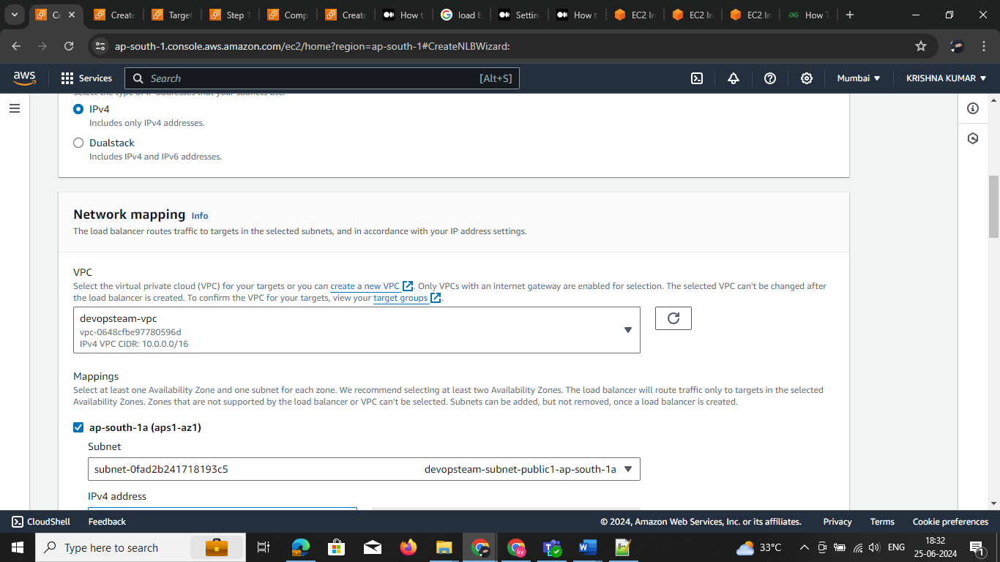 Cr
Create
Target
Step 1
Comp
Create
How t
load b
Settin
How t
EC2 In
EC2 In
EC2 In
How T
ap-south-1.console.aws.amazon.com/ec2/home?region=ap-south-1#CreateNLBWizard:
aws
Services
Search
[Alt+S]
Mumbai
KRISHNA KUMAR
Select the type of IP addresses that your subnets use.
IPv4
Includes only IPv4 addresses.
Dualstack
Includes IPv4 and IPv6 addresses.
Network mapping Info
The load balancer routes traffic to targets in the selected subnets, and in accordance with your IP address settings.
VPC
Select the virtual private cloud (VPC) for your targets or you can create a new VPC. Only VPCs with an internet gateway are enabled for selection. The selected VPC can't be changed after
the load balancer is created. To confirm the VPC for your targets, view your target groups.
devopsteam-vpc
vpc-0648cfbe97780596d
IPv4 VPC CIDR: 10.0.0.0/16
Mappings
Select at least one Availability Zone and one subnet for each zone. We recommend selecting at least two Availability Zones. The load balancer will route traffic only to targets in the selected
Availability Zones. Zones that are not supported by the load balancer or VPC can't be selected. Subnets can be added, but not removed, once a load balancer is created.
ap-south-1a (aps1-az1)
Subnet
subnet-0fad2b241718193c5 devopsteam-subnet-public1-ap-south-1a
IPv4 address
CloudShell
Feedback
© 2024, Amazon Web Services, Inc. or its affiliates.
Privacy
Terms
Cookie preferences
Type here to search
kv
33°C
ENG
18:32
25-06-2024
1